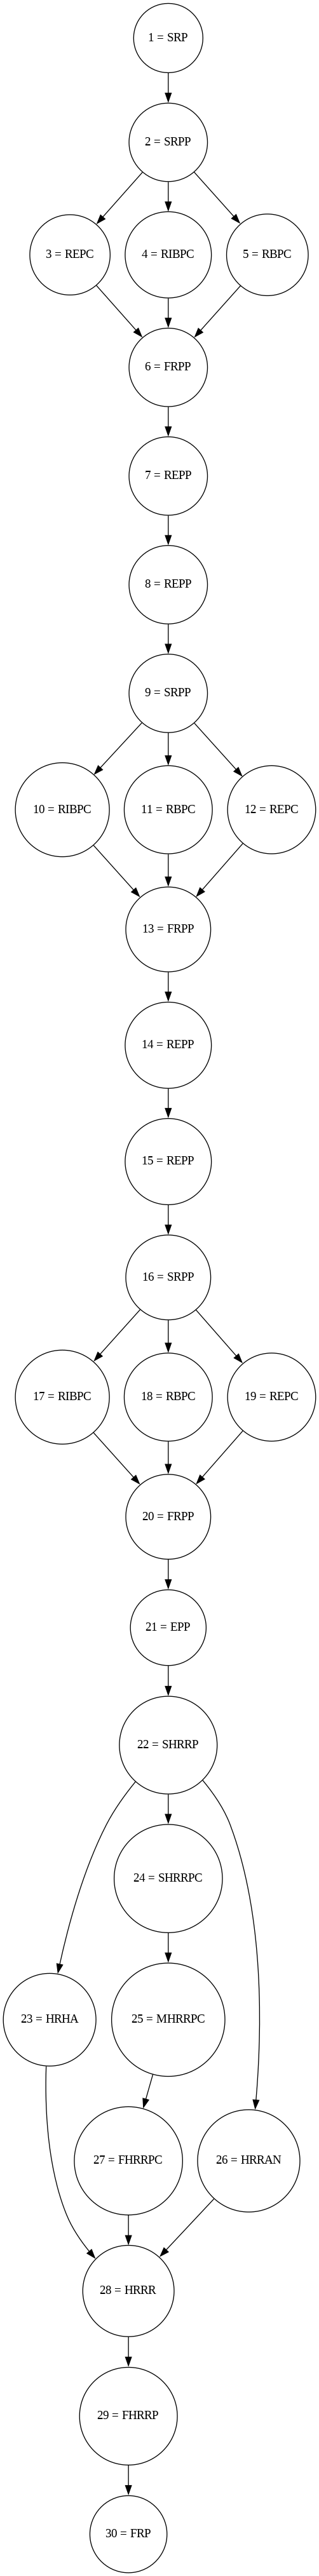 1 = SRP
2 = SRPP
3 = REPC
4 = RIBPC
5 = RBPC
6 = FRPP
7 = REPP
8 = REPP
9 = SRPP
10 = RIBPC
11 = RBPC
12 = REPC
13 = FRPP
14 = REPP
15 = REPP
16 = SRPP
17 = RIBPC
18 = RBPC
19 = REPC
20 = FRPP
21 = EPP
22 = SHRRP
24 = SHRRPC
23 = HRHA
25 = MHRRPC
27 = FHRRPC
26 = HRRAN
28 = HRRR
29 = FHRRP
30 = FRP